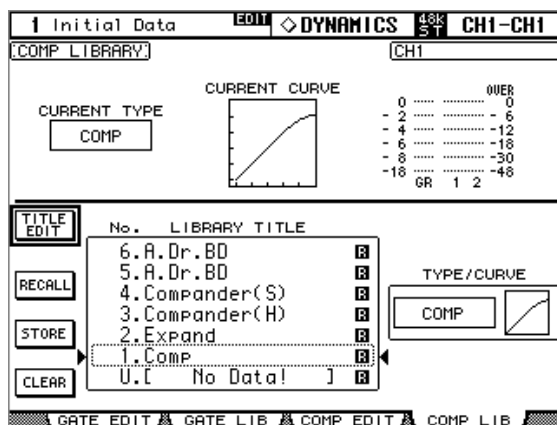 1 Initial Data EDIT ◇DYNAMICS 48K ST CH1-CH1
COMP LIBRARY
CH1
CURRENT TYPE
COMP
CURRENT CURVE
OVER
0 0
-2 -6
-4 -12
-6 -18
-8 -30
-18 -48
GR 1 2
TITLE EDIT
RECALL
STORE
CLEAR
No. LIBRARY TITLE
6.A.Dr.BD R
5.A.Dr.BD R
4.Compander(S) R
3.Compander(H) R
2.Expand R
1.Comp R
U.[ No Data! ] R
TYPE/CURVE
COMP
GATE EDIT GATE LIB COMP EDIT COMP LIB